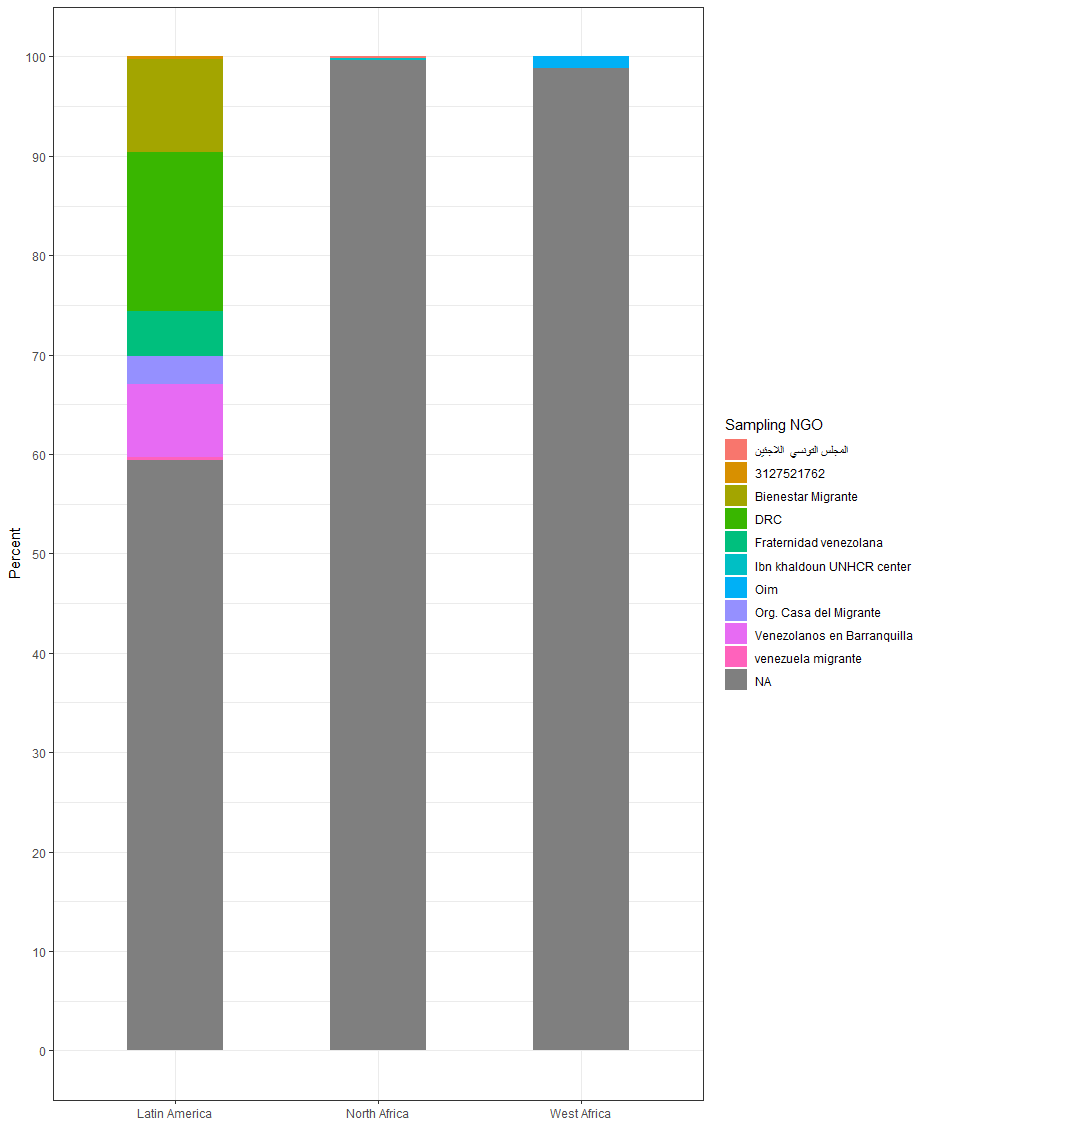 100
90
80
70
60
50
40
30
20
10
0
Percent
Latin America
North Africa
West Africa
Sampling NGO
المجلس التونسي اللاجئين
3127521762
Bienestar Migrante
DRC
Fraternidad venezolana
Ibn khaldoun UNHCR center
Oim
Org. Casa del Migrante
Venezolanos en Barranquilla
venezuela migrante
NA